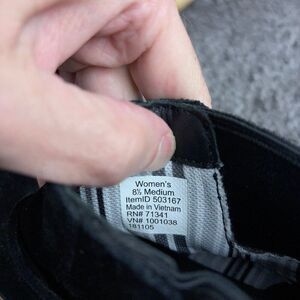 Women's
8½ Medium
ItemID 503167
Made in Vietnam
RN# 71341
VN# 1001038
181105